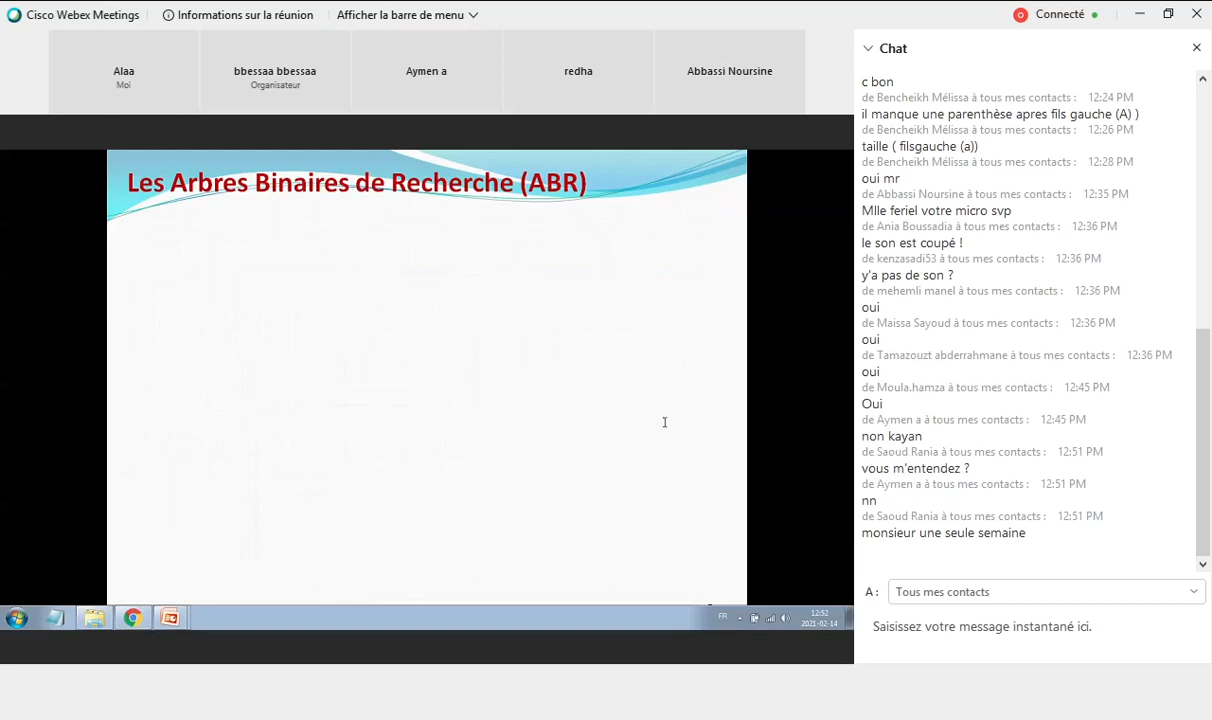 Cisco Webex Meetings
Informations sur la réunion
Afficher la barre de menu
Connecté
Alaa
Moi
bbessaa bbessaa
Organisateur
Aymen a
redha
Abbassi Noursine
Les Arbres Binaires de Recherche (ABR)
FR
12:52
2021-02-14
Chat
c bon
de Bencheikh Mélissa à tous mes contacts : 12:24 PM
il manque une parenthèse apres fils gauche (A) )
de Bencheikh Mélissa à tous mes contacts : 12:26 PM
taille ( filsgauche (a))
de Bencheikh Mélissa à tous mes contacts : 12:28 PM
oui mr
de Abbassi Noursine à tous mes contacts : 12:35 PM
Mlle feriel votre micro svp
de Ania Boussadia à tous mes contacts : 12:36 PM
le son est coupé !
de kenzasadi53 à tous mes contacts : 12:36 PM
y'a pas de son ?
de mehemli manel à tous mes contacts : 12:36 PM
oui
de Maissa Sayoud à tous mes contacts : 12:36 PM
oui
de Tamazouzt abderrahmane à tous mes contacts : 12:36 PM
oui
de Moula.hamza à tous mes contacts : 12:45 PM
Oui
de Aymen a à tous mes contacts : 12:45 PM
non kayan
de Saoud Rania à tous mes contacts : 12:51 PM
vous m'entendez ?
de Aymen a à tous mes contacts : 12:51 PM
nn
de Saoud Rania à tous mes contacts : 12:51 PM
monsieur une seule semaine
A : Tous mes contacts
Saisissez votre message instantané ici.